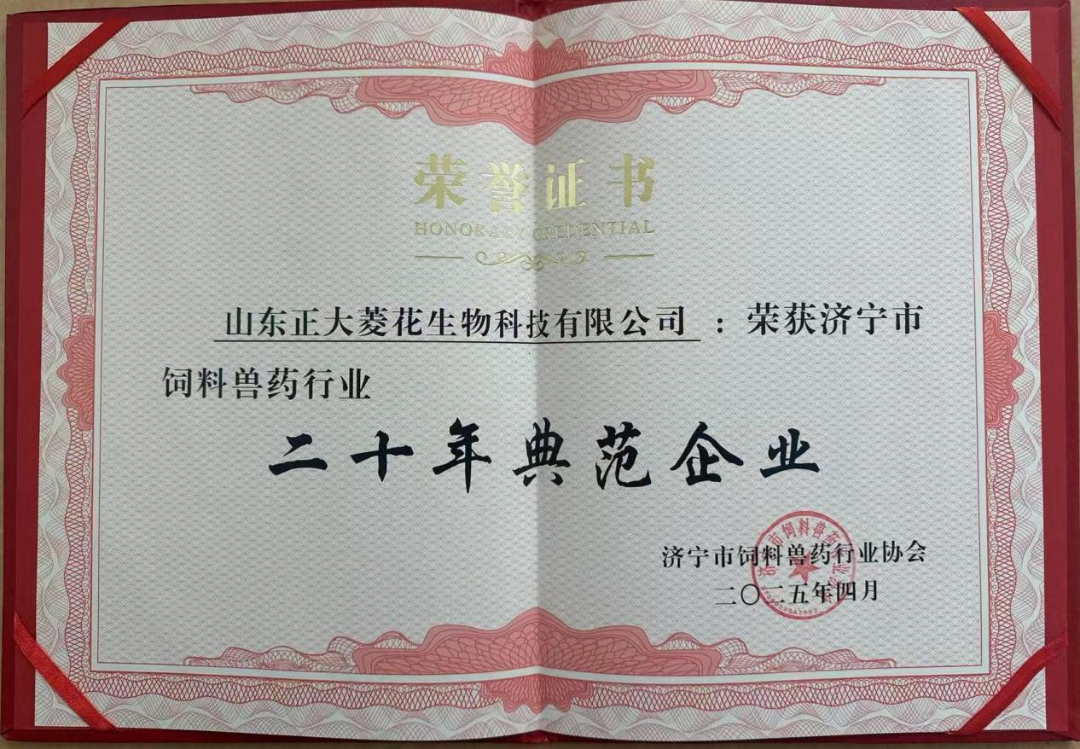 荣誉证书
HONORARY CREDENTIAL
山东正大菱花生物科技有限公司 : 荣获济宁市
饲料兽药行业
二十年典范企业
济宁市饲料兽药行业协会
二〇二五年四月